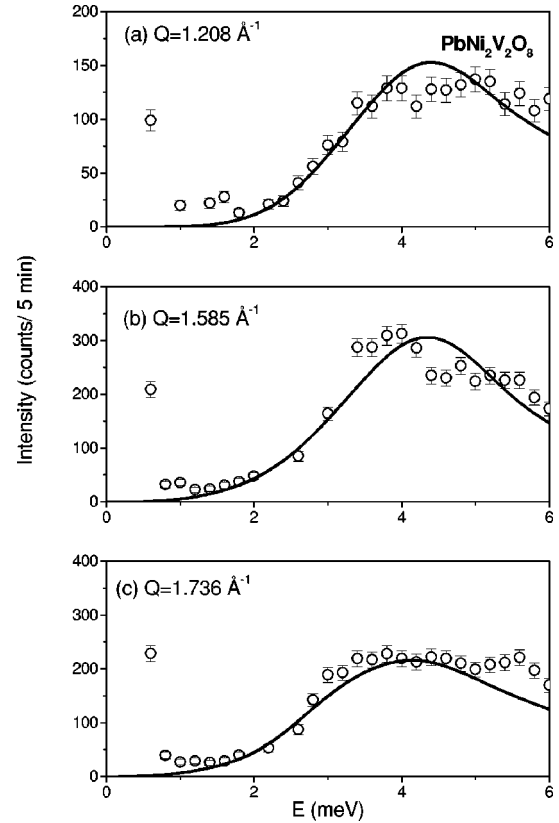 (a) Q=1.208 Å⁻¹
PbNi₂V₂O₈
200
150
100
50
0
0 2 4 6
(b) Q=1.585 Å⁻¹
400
300
200
100
0
0 2 4 6
(c) Q=1.736 Å⁻¹
400
300
200
100
0
0 2 4 6
Intensity (counts/ 5 min)
E (meV)